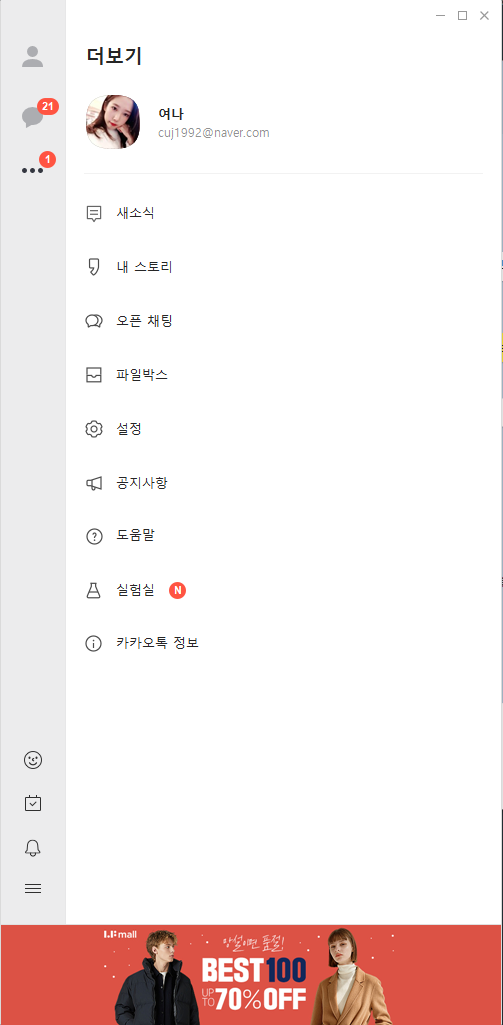 더보기
여나
cuj1992@naver.com
21
1
새소식
내 스토리
오픈 채팅
파일박스
설정
공지사항
도움말
실험실 N
카카오톡 정보
LF mall
망설이면 품절!
BEST100
UP TO 70% OFF